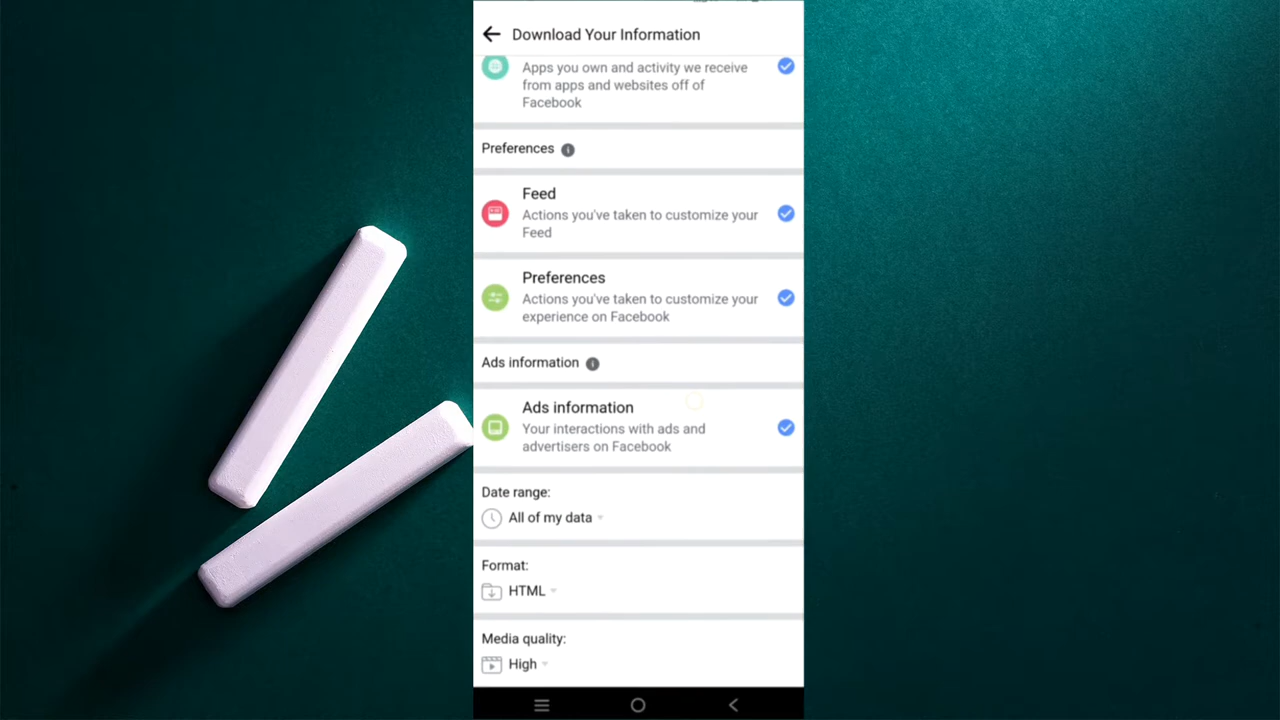 Download Your Information
Apps you own and activity we receive
from apps and websites off of
Facebook
Preferences
Feed
Actions you've taken to customize your
Feed
Preferences
Actions you've taken to customize your
experience on Facebook
Ads information
Ads information
Your interactions with ads and
advertisers on Facebook
Date range:
All of my data
Format:
HTML
Media quality:
High